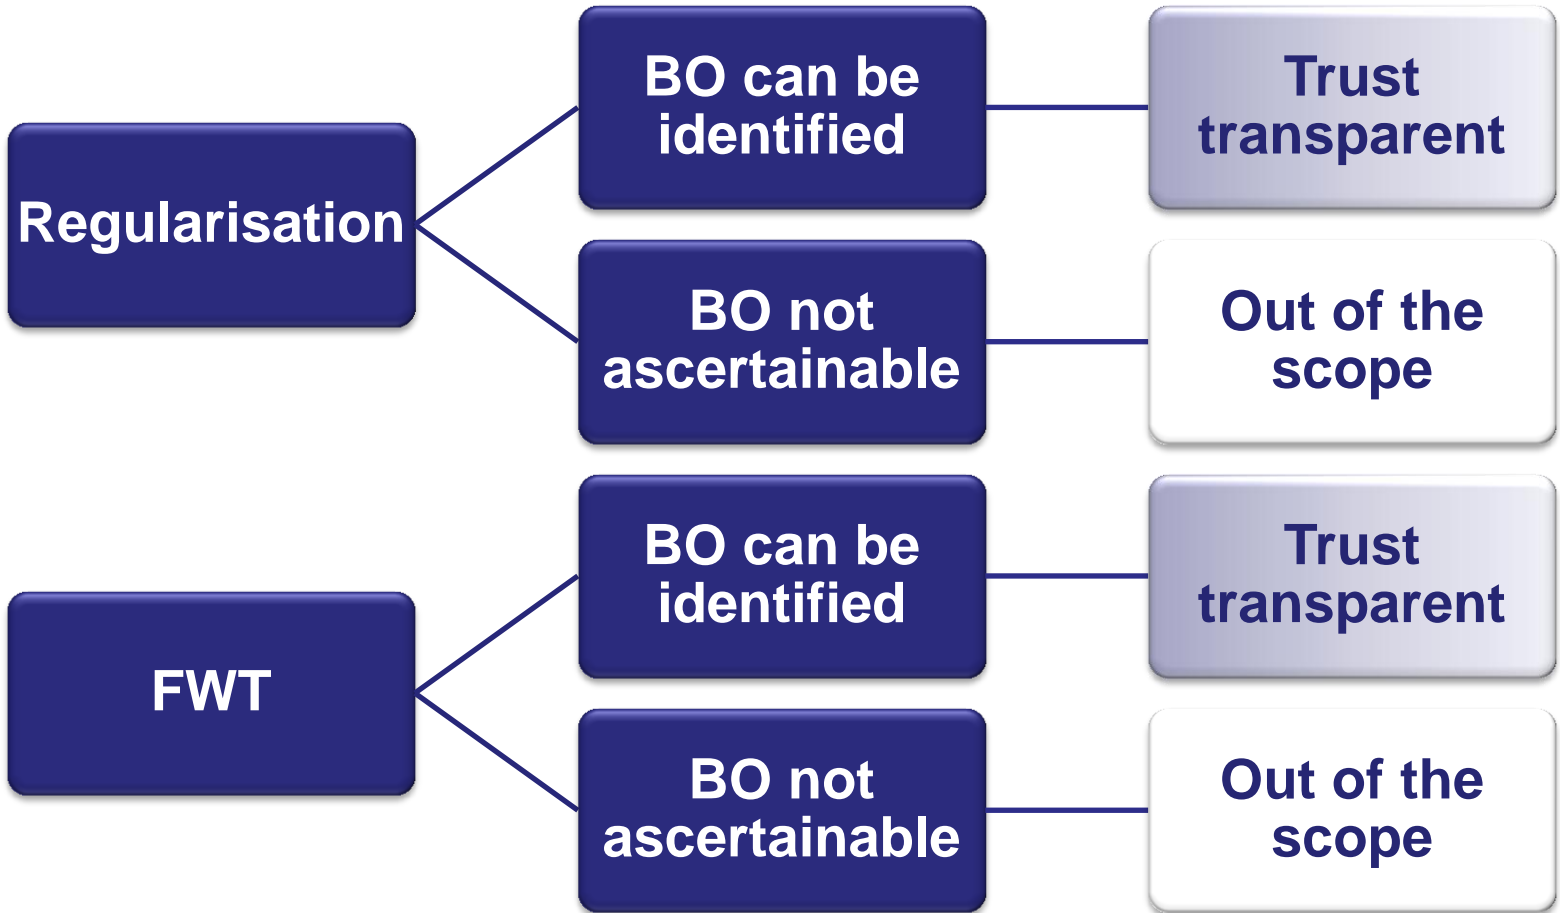 Regularisation
BO can be
identified
Trust
transparent
BO not
ascertainable
Out of the
scope
FWT
BO can be
identified
Trust
transparent
BO not
ascertainable
Out of the
scope